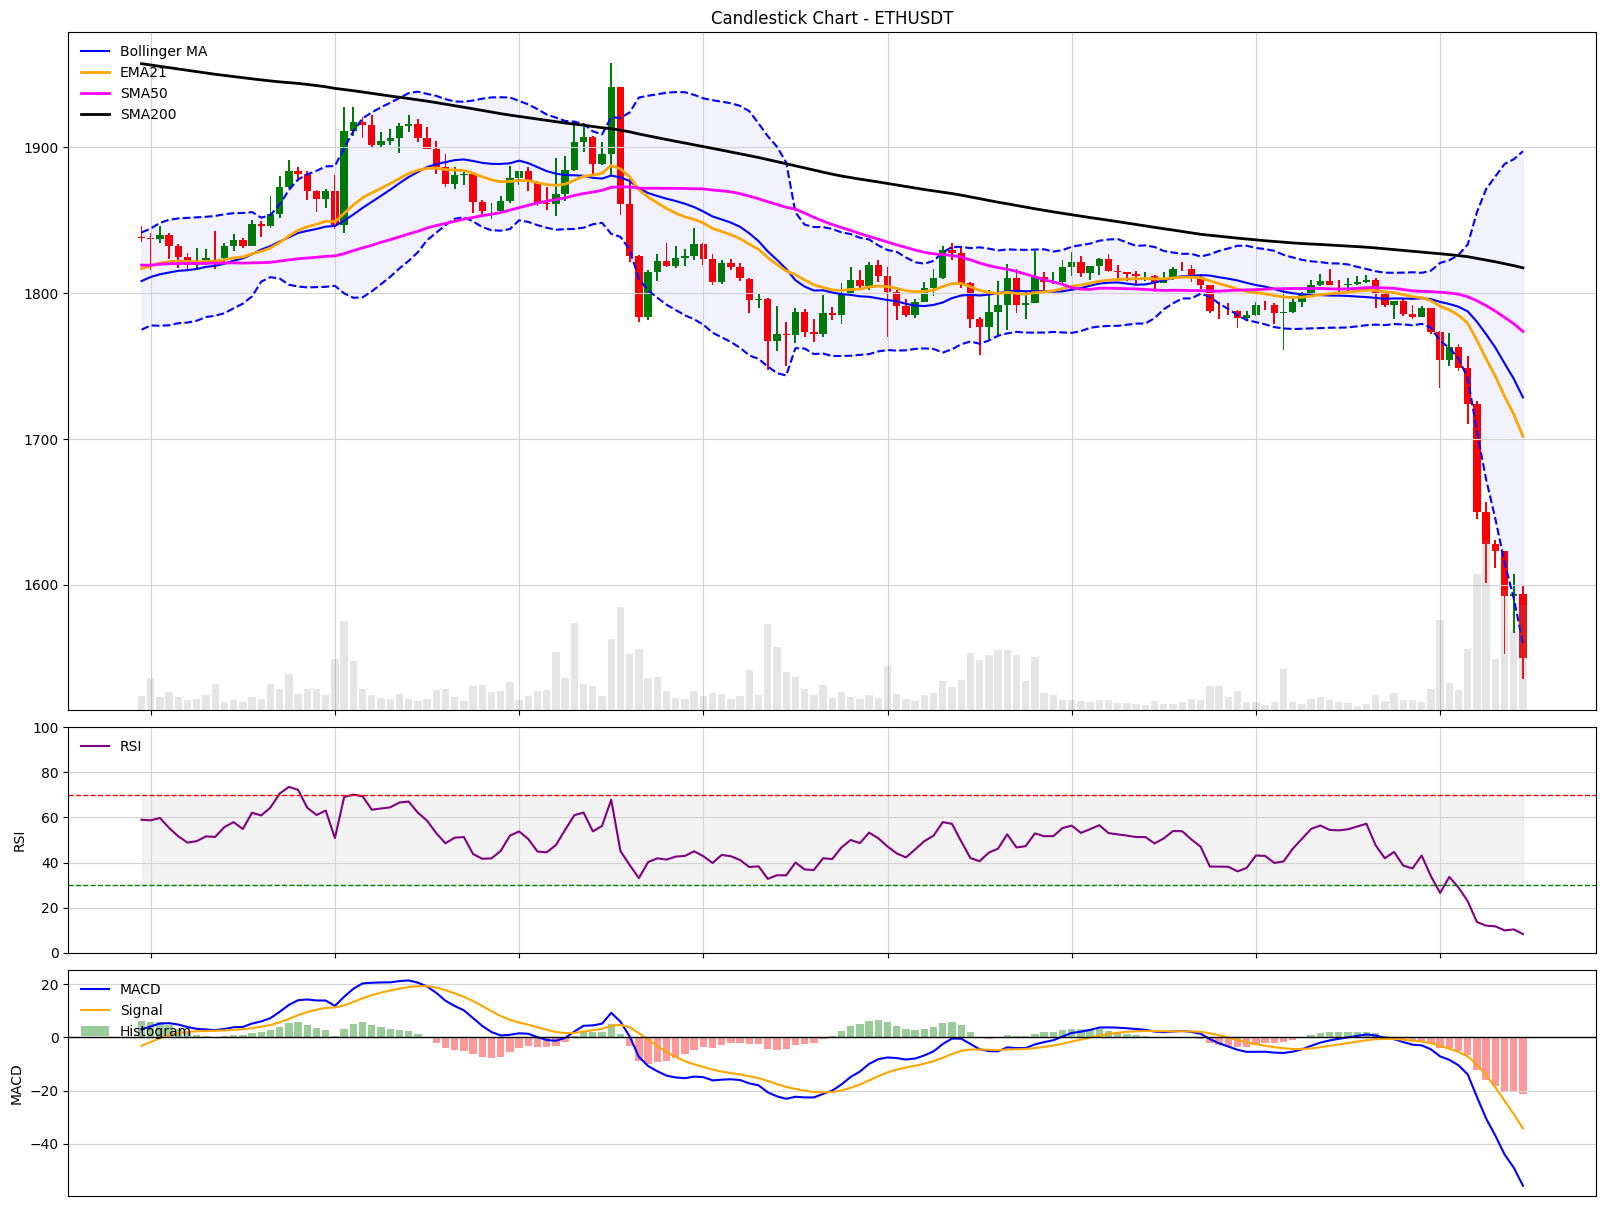 Candlestick Chart - ETHUSDT
Bollinger MA
EMA21
SMA50
SMA200
1900
1800
1700
1600
100
80
60
40
20
0
RSI
RSI
20
0
−20
−40
MACD
MACD
Signal
Histogram